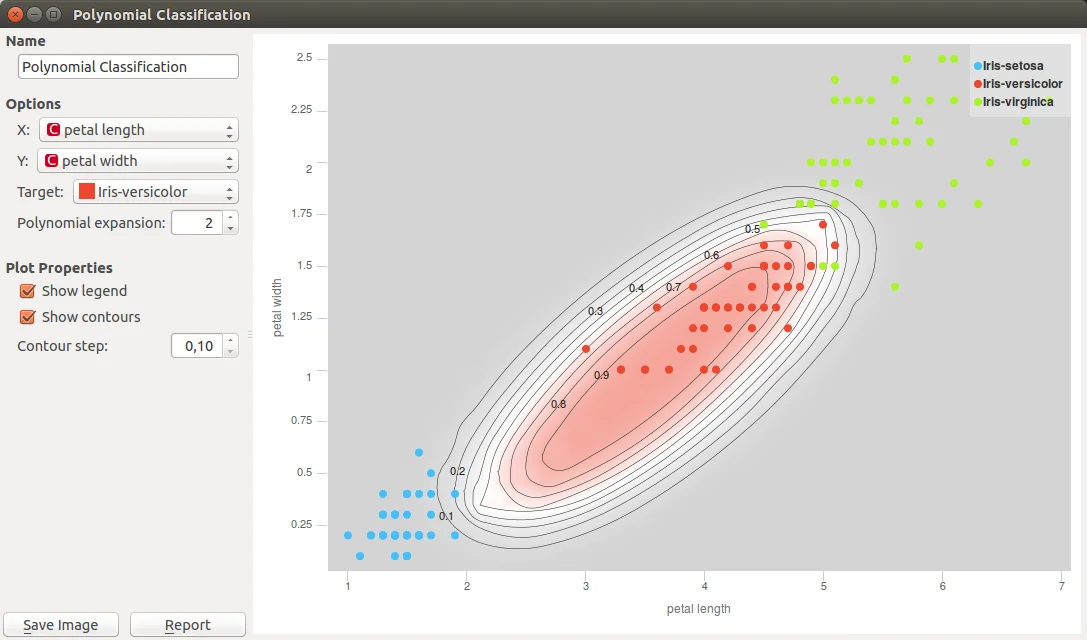 Polynomial Classification
Name
Polynomial Classification
Options
X: C petal length
Y: C petal width
Target: Iris-versicolor
Polynomial expansion: 2
Plot Properties
Show legend
Show contours
Contour step: 0,10
Save Image
Report
2.5
2.25
2
1.75
1.5
1.25
1
0.75
0.5
0.25
petal width
Iris-setosa
Iris-versicolor
Iris-virginica
0.5
0.6
0.4
0.7
0.3
0.9
0.8
0.2
0.1
1 2 3 4 5 6 7
petal length